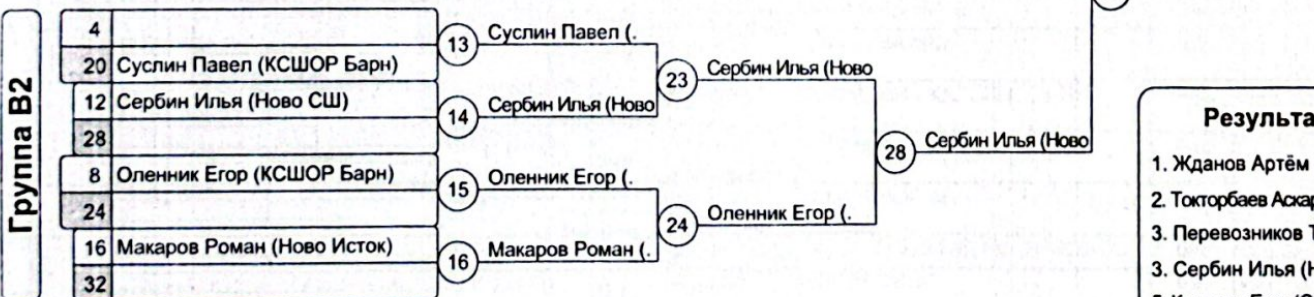 Группа B2
4
20 Суслин Павел (КСШОР Барн)
12 Сербин Илья (Ново СШ)
28
8 Оленник Егор (КСШОР Барн)
24
16 Макаров Роман (Ново Исток)
32
13 Суслин Павел (.
14 Сербин Илья (Ново
15 Оленник Егор (.
16 Макаров Роман (.
23 Сербин Илья (Ново
24 Оленник Егор (.
28 Сербин Илья (Ново
Результа
1. Жданов Артём
2. Токторбаев Аскар
3. Перевозников Т
3. Сербин Илья (Н